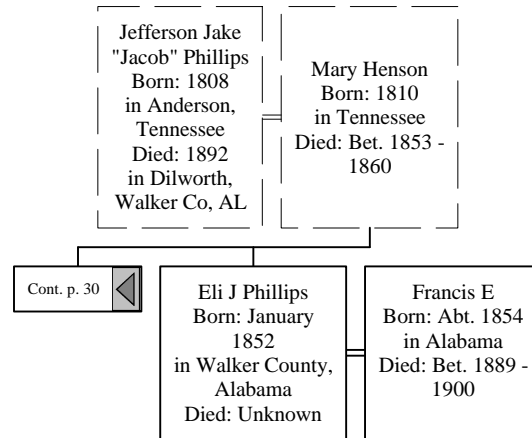 Jefferson Jake
"Jacob" Phillips
Born: 1808
in Anderson,
Tennessee
Died: 1892
in Dilworth,
Walker Co, AL
Mary Henson
Born: 1810
in Tennessee
Died: Bet. 1853 -
1860
Cont. p. 30
Eli J Phillips
Born: January
1852
in Walker County,
Alabama
Died: Unknown
Francis E
Born: Abt. 1854
in Alabama
Died: Bet. 1889 -
1900